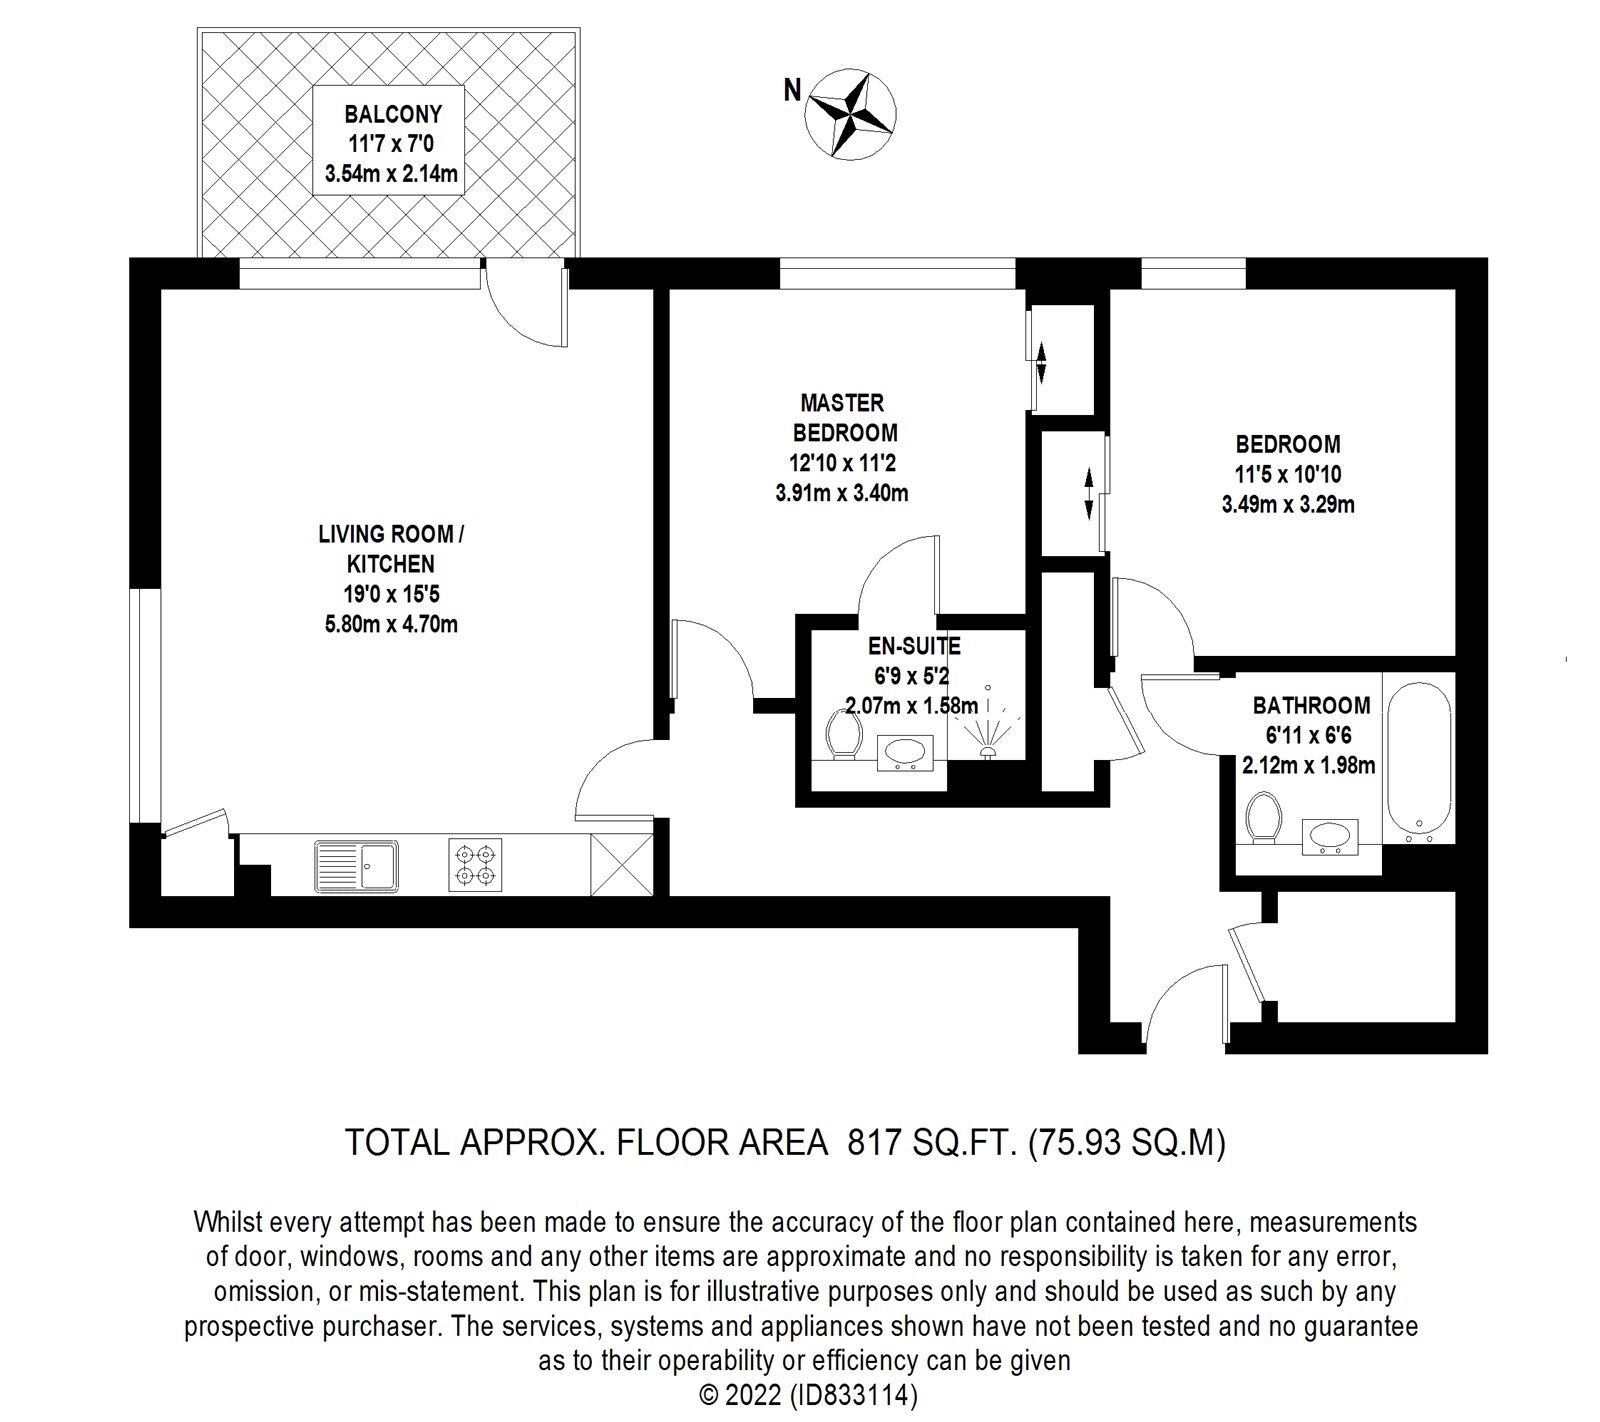 N
BALCONY
11'7 x 7'0
3.54m x 2.14m
MASTER
BEDROOM
12'10 x 11'2
3.91m x 3.40m
BEDROOM
11'5 x 10'10
3.49m x 3.29m
LIVING ROOM /
KITCHEN
19'0 x 15'5
5.80m x 4.70m
EN-SUITE
6'9 x 5'2
2.07m x 1.58m
BATHROOM
6'11 x 6'6
2.12m x 1.98m
TOTAL APPROX. FLOOR AREA 817 SQ.FT. (75.93 SQ.M)
Whilst every attempt has been made to ensure the accuracy of the floor plan contained here, measurements
of door, windows, rooms and any other items are approximate and no responsibility is taken for any error,
omission, or mis-statement. This plan is for illustrative purposes only and should be used as such by any
prospective purchaser. The services, systems and appliances shown have not been tested and no guarantee
as to their operability or efficiency can be given
© 2022 (ID833114)